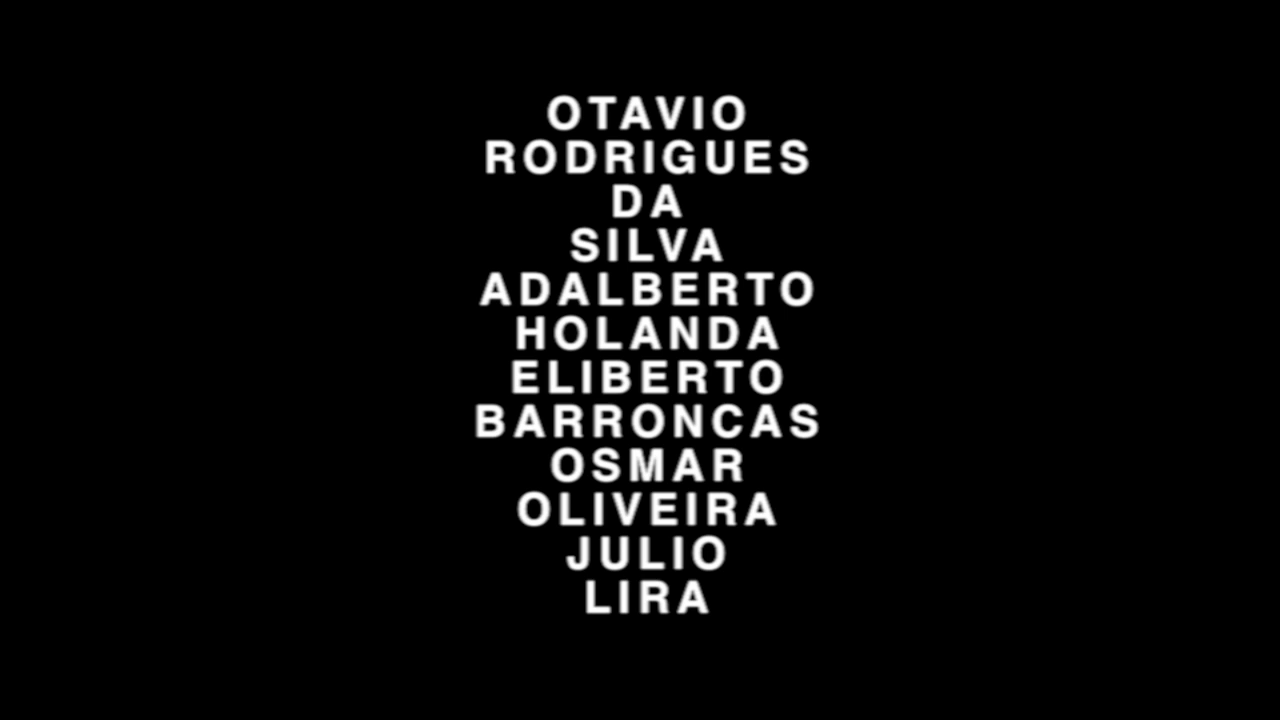 OTAVIO
RODRIGUES
DA
SILVA
ADALBERTO
HOLANDA
ELIBERTO
BARRONCAS
OSMAR
OLIVEIRA
JULIO
LIRA